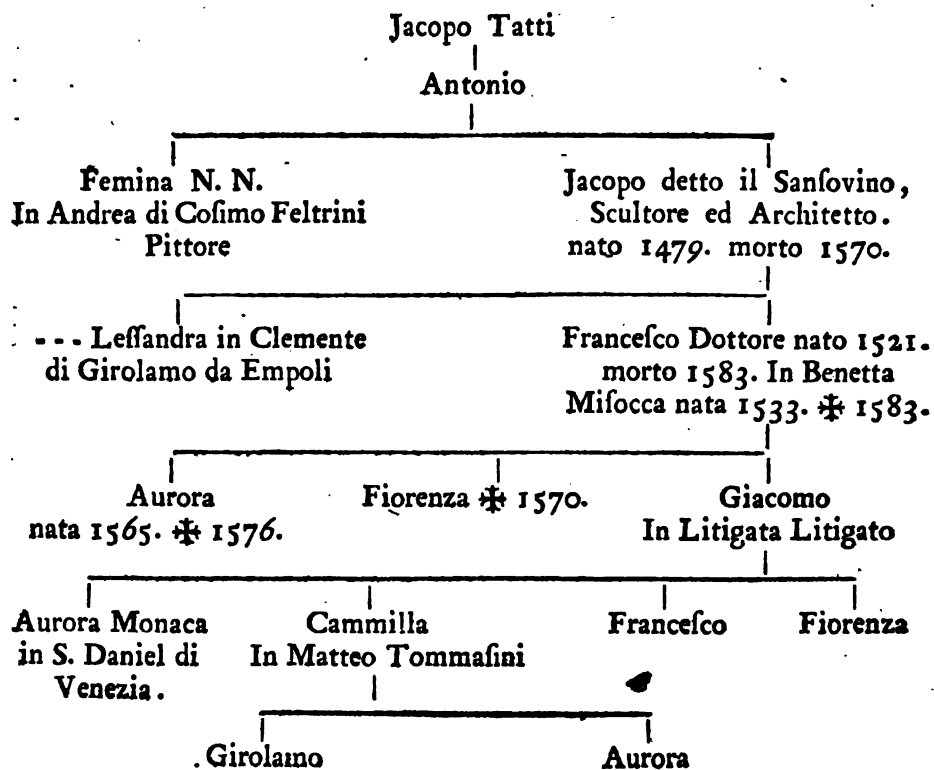 Jacopo Tatti
Antonio
Femina N. N.
In Andrea di Coſimo Feltrini
Pittore
Jacopo detto il Sanſovino,
Scultore ed Architetto.
nato 1479. morto 1570.
--- Leſſandra in Clemente
di Girolamo da Empoli
Franceſco Dottore nato 1521.
morto 1583. In Benetta
Miſocca nata 1533. ✠ 1583.
Aurora
nata 1565. ✠ 1576.
Fiorenza ✠ 1570.
Giacomo
In Litigata Litigato
Aurora Monaca
in S. Daniel di
Venezia.
Cammilla
In Matteo Tommaſini
Franceſco
Fiorenza
Girolamo
Aurora